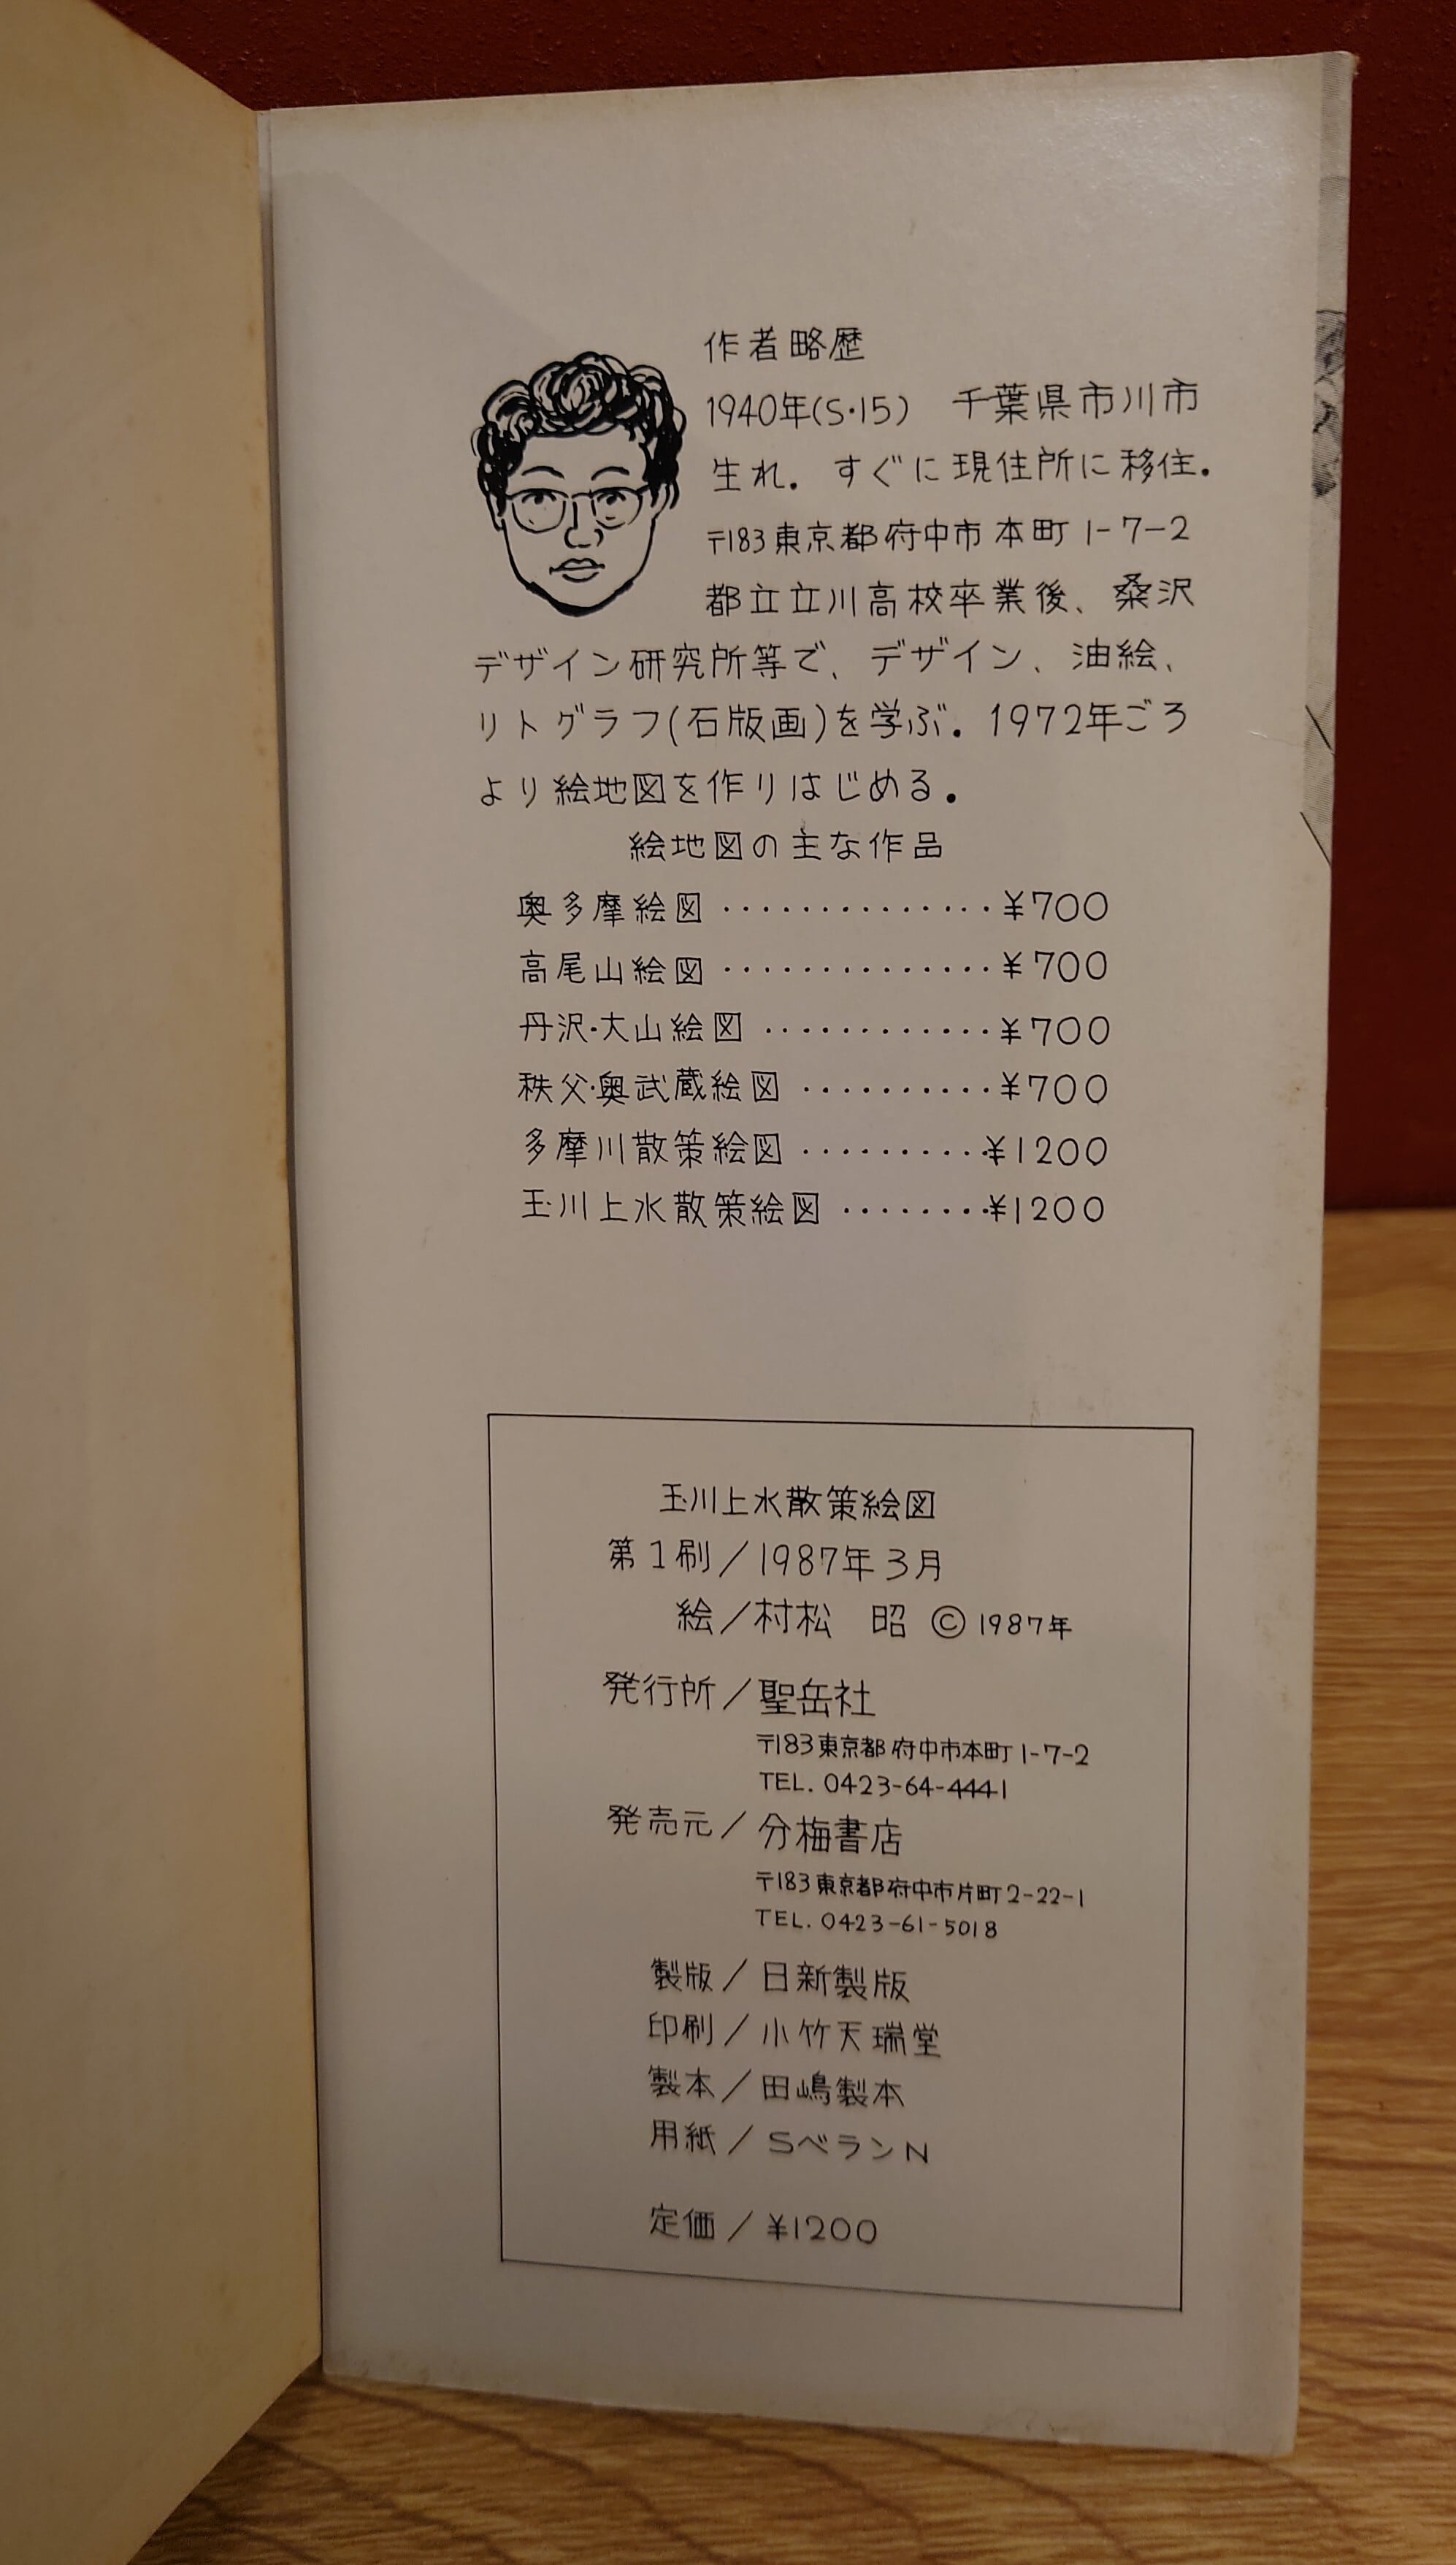 作者略歴
1940年(S・15)　千葉県市川市
生れ．すぐに現住所に移住．
〒183東京都府中市本町1-7-2
都立立川高校卒業後、桑沢
デザイン研究所等で、デザイン、油絵、
リトグラフ(石版画)を学ぶ．1972年ごろ
より絵地図を作りはじめる．
絵地図の主な作品
奥多摩絵図··············¥700
高尾山絵図··············¥700
丹沢·大山絵図············¥700
秩父·奥武蔵絵図··········¥700
多摩川散策絵図··········¥1200
玉川上水散策絵図········¥1200
玉川上水散策絵図
第1刷／1987年3月
絵／村松　昭 © 1987年
発行所／聖岳社
〒183東京都府中市本町1-7-2
TEL. 0423-64-4441
発売元／分梅書店
〒183東京都府中市片町2-22-1
TEL. 0423-61-5018
製版／日新製版
印刷／小竹天瑞堂
製本／田嶋製本
用紙／SベランN
定価／¥1200